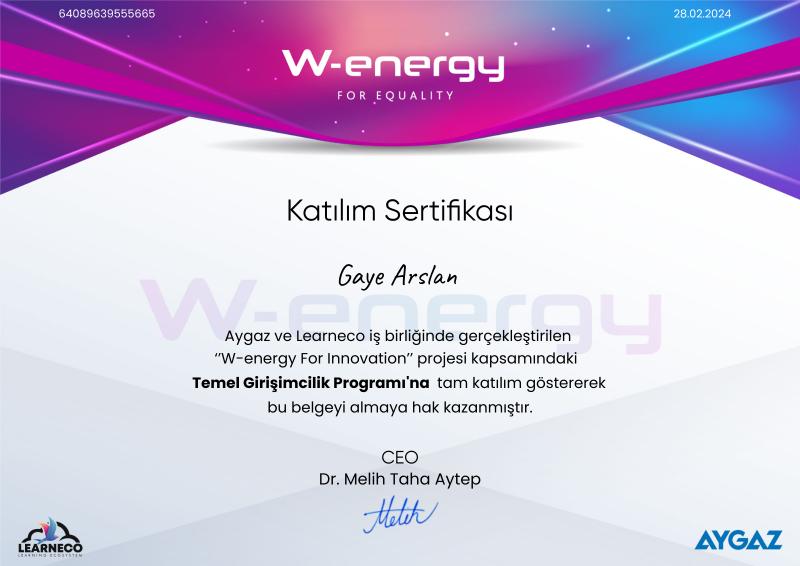 64089639555665
28.02.2024
W-energy
FOR EQUALITY
Katılım Sertifikası
Gaye Arslan
W-energy
Aygaz ve Learneco iş birliğinde gerçekleştirilen
‘’W-energy For Innovation’’ projesi kapsamındaki
Temel Girişimcilik Programı'na tam katılım göstererek
bu belgeyi almaya hak kazanmıştır.
CEO
Dr. Melih Taha Aytep
Melih
LEARNECO
LEARNING ECOSYSTEM
AYGAZ